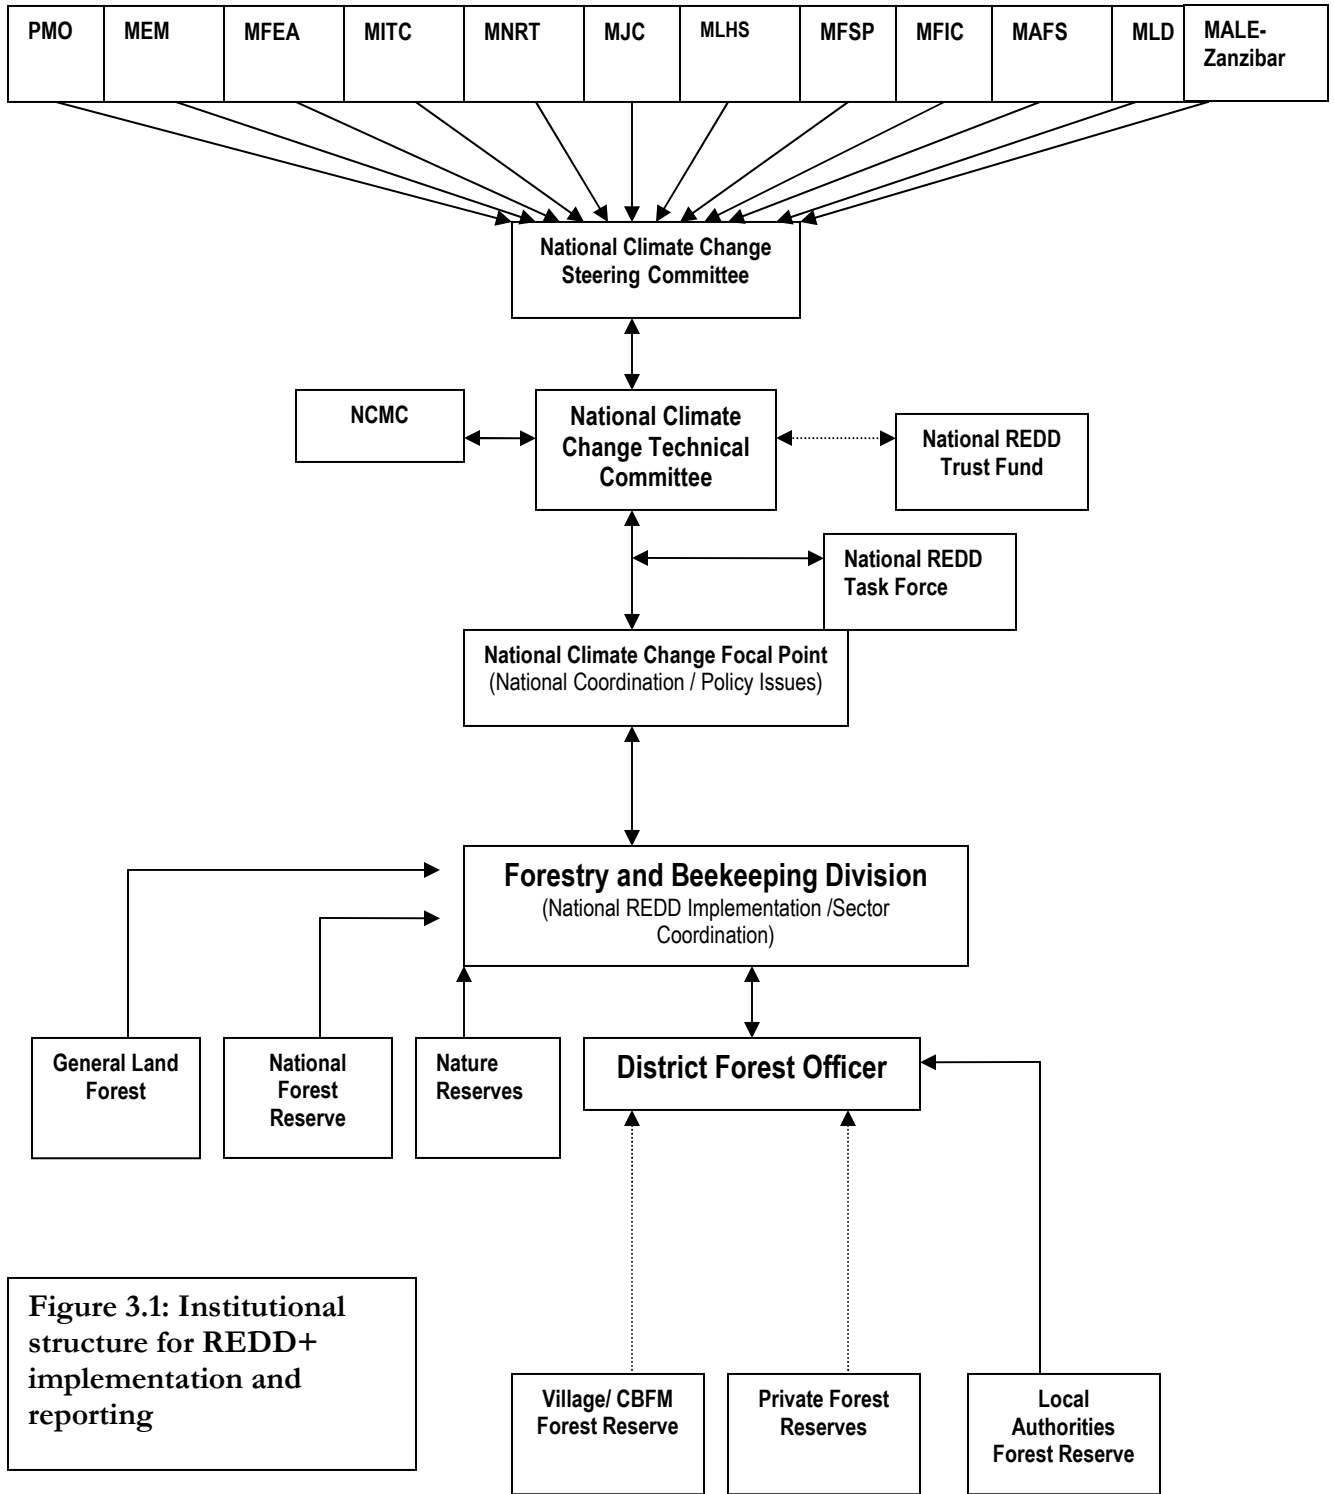 PMO MEM MFEA MITC MNRT MJC MLHS MFSP MFIC MAFS MLD MALE-
Zanzibar
National Climate Change
Steering Committee
NCMC
National Climate
Change Technical
Committee
National REDD
Trust Fund
National REDD
Task Force
National Climate Change Focal Point
(National Coordination / Policy Issues)
Forestry and Beekeeping Division
(National REDD Implementation /Sector
Coordination)
General Land
Forest
National
Forest
Reserve
Nature
Reserves
District Forest Officer
Figure 3.1: Institutional
structure for REDD+
implementation and
reporting
Village/ CBFM
Forest Reserve
Private Forest
Reserves
Local
Authorities
Forest Reserve